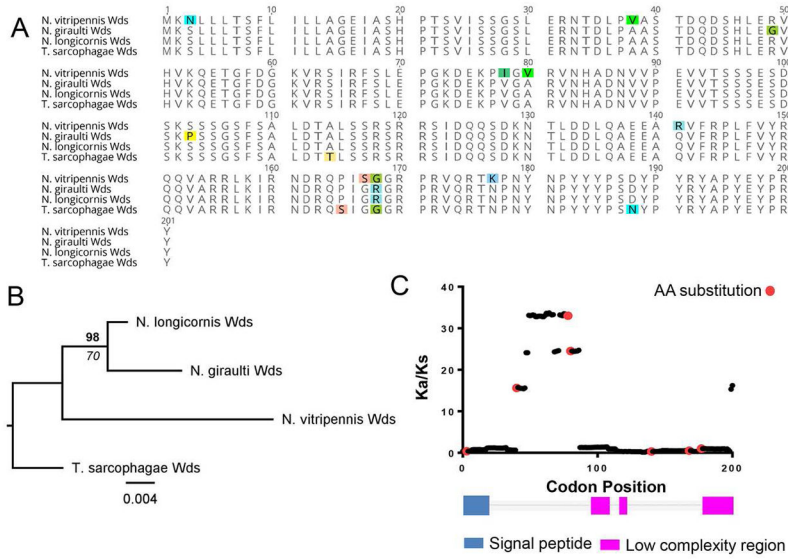 A
1 10 20 30 40 50
N. vitripennis Wds MKNLLLTSFL ILLAGEIASH PTSVISSGSL ERNTDLPVAS TDQDSHLERV
N. giraulti Wds MKSLLLTSFL ILLAGEIASH PTSVISSGSL ERNTDLPAAS TDQDSHLEGV
N. longicornis Wds MKSLLLTSFL ILLAGEIASH PTSVISSGSL ERNTDLPAAS TDQDSHLERV
T. sarcophagae Wds MKSLLLTSFL ILLAGEIASH PTSVISSGSL ERNTDLPAAS TDQDSHLERV
60 70 80 90 100
N. vitripennis Wds HVKQETGFDG KVRSIRFSLE PGKDEKPIGV RVNHADNVVP EVVTSSESSD
N. giraulti Wds HVKQETGFDG KVRSIRFSLE PGKDEKPVGA RVNHADNVVP EVVTSSESSD
N. longicornis Wds HVKQETGFDG KVRSIRFSLE PGKDEKPVGA RVNHADNVVP EVVTSSESSD
T. sarcophagae Wds HVKQETGFDG KVRSIRFSLE PGKDEKPVGA RVNHADNVVP EVVTSSESSD
110 120 130 140 150
N. vitripennis Wds SKSSSGSFSA LDTALSSRSR RSIDQQSDKN TLDDLQAEEA RVFRPLFVYR
N. giraulti Wds SKPSSGSFSA LDTALSSRSR RSIDQQSDKN TLDDLQAEEA QVFRPLFVYR
N. longicornis Wds SKSSSGSFSA LDTALSSRSR RSIDQQSDKN TLDDLQAEEA QVFRPLFVYR
T. sarcophagae Wds SKSSSGSFSA LDTTLSSRSR RSIDQQSDKN TLDDLQAEEA QVFRPLFVYR
160 170 180 190 200
N. vitripennis Wds QQVARRLKIR NDRQPISGGR PRVQRTKPNY NPYYYPSDYP YRYAPYEYPR
N. giraulti Wds QQVARRLKIR NDRQPIGRGR PRVQRTNPNY NPYYYPSDYP YRYAPYEYPR
N. longicornis Wds QQVARRLKIR NDRQPIGRGR PRVQRTNPNY NPYYYPSDYP YRYAPYEYPR
T. sarcophagae Wds QQVARRLKIR NDRQSIGGGR PRVQRTNPNY NPYYYPSNYP YRYAPYEYPR
201
N. vitripennis Wds Y
N. giraulti Wds Y
N. longicornis Wds Y
T. sarcophagae Wds Y
B
N. longicornis Wds
98
70
N. giraulti Wds
N. vitripennis Wds
T. sarcophagae Wds
0.004
C
AA substitution
40
30
20
10
0
Ka/Ks
0 100 200
Codon Position
Signal peptide
Low complexity region